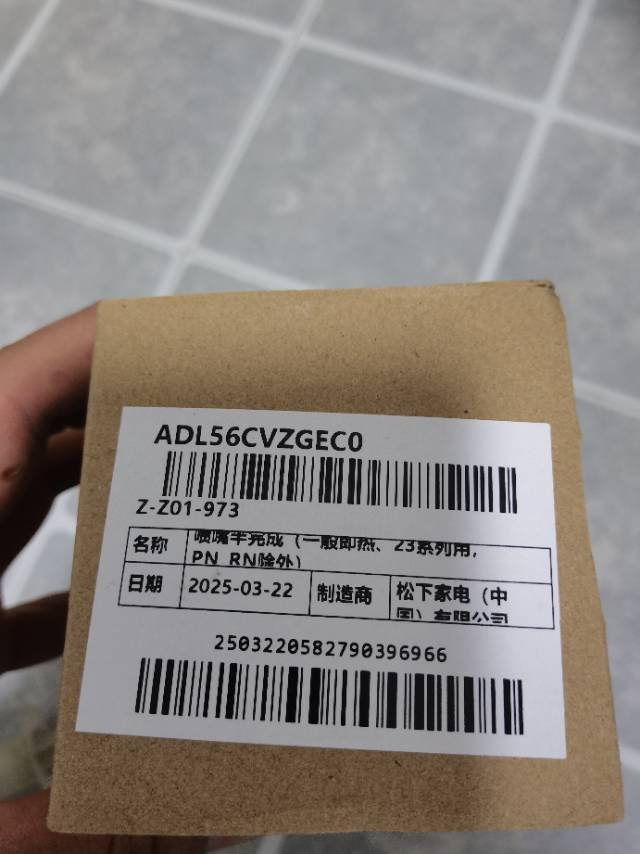 ADL56CVZGEC0
Z-Z01-973
名称
喷嘴半完成（一般即热、23系列用，
PN RN除外）
日期
2025-03-22
制造商
松下家电（中
国）有限公司
2503220582790396966